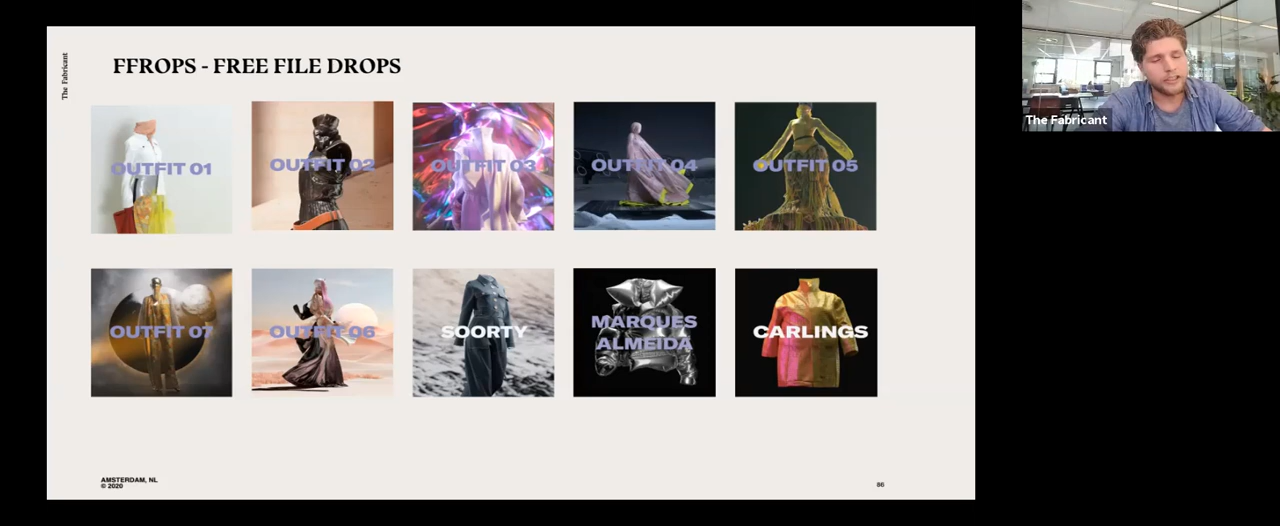 The Fabricant
FFROPS - FREE FILE DROPS
OUTFIT 01
OUTFIT 02
OUTFIT 03
OUTFIT 04
OUTFIT 05
OUTFIT 07
OUTFIT 06
SOORTY
MARQUES
ALMEIDA
CARLINGS
AMSTERDAM, NL
© 2020
86
The Fabricant